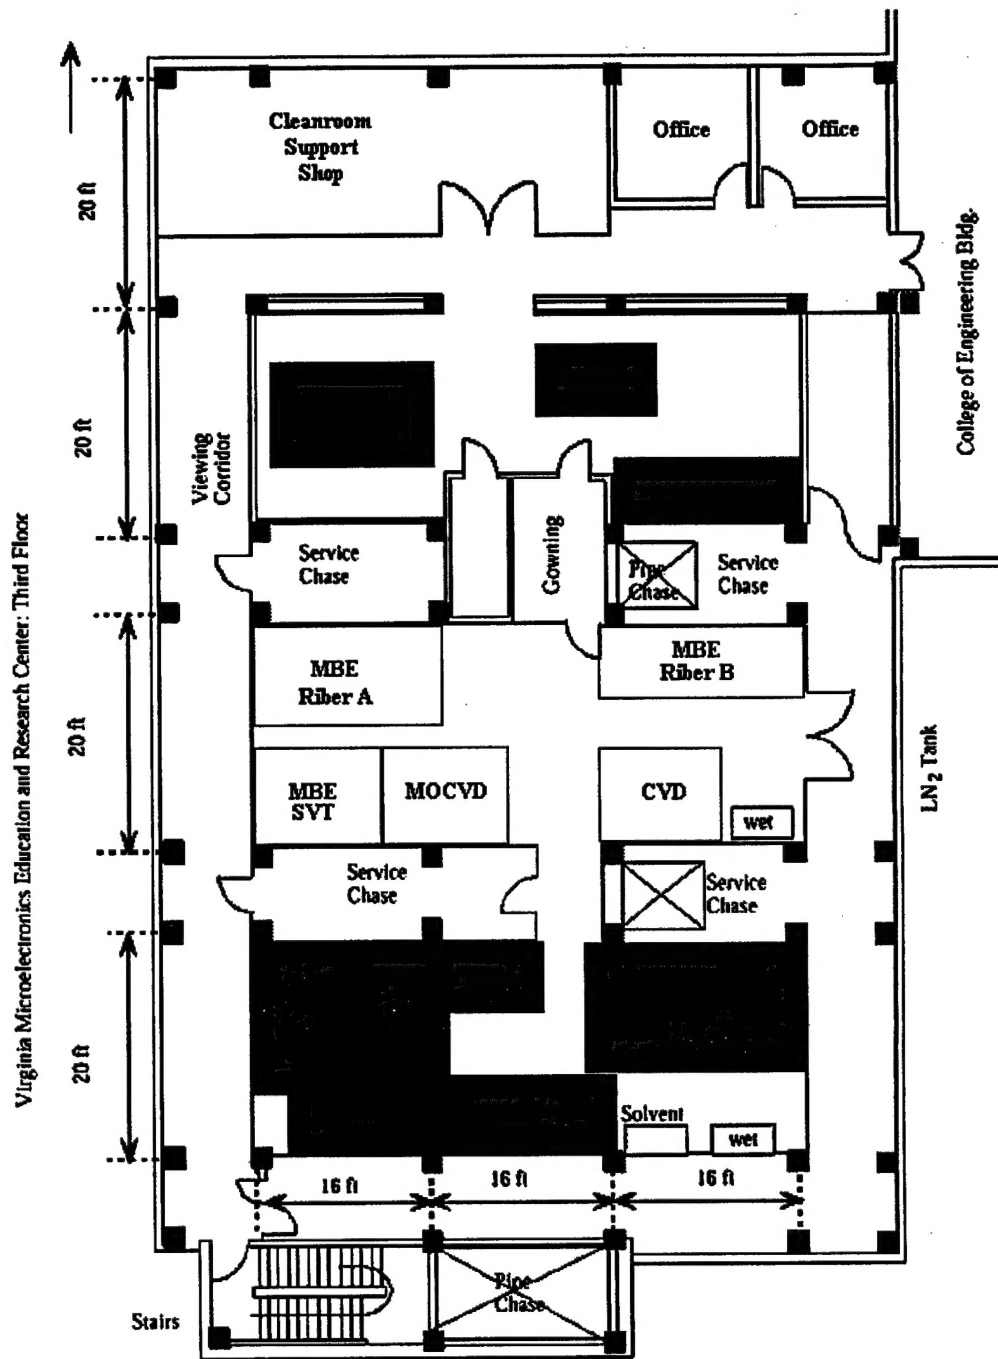 Virginia Microelectronics Education and Research Center: Third Floor
20 ft
20 ft
20 ft
20 ft
Cleanroom
Support
Shop
Office
Office
College of Engineering Bldg.
Viewing
Corridor
Service
Chase
Gowning
Pipe
Chase
Service
Chase
MBE
Riber A
MBE
Riber B
MBE
SVT
MOCVD
CVD
wet
LN2 Tank
Service
Chase
Service
Chase
Solvent
wet
16 ft
16 ft
16 ft
Pipe
Chase
Stairs